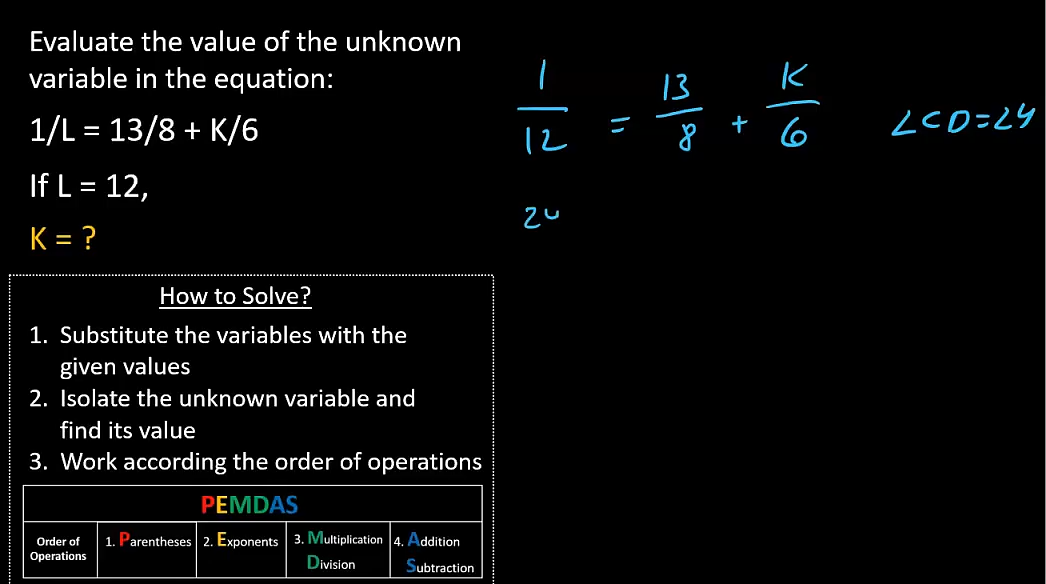 Evaluate the value of the unknown
variable in the equation:
1/L = 13/8 + K/6
If L = 12,
K = ?
How to Solve?
1. Substitute the variables with the
given values
2. Isolate the unknown variable and
find its value
3. Work according the order of operations
PEMDAS
Order of
Operations
1. Parentheses
2. Exponents
3. Multiplication
Division
4. Addition
Subtraction
1/12 = 13/8 + K/6 LCD=24
24